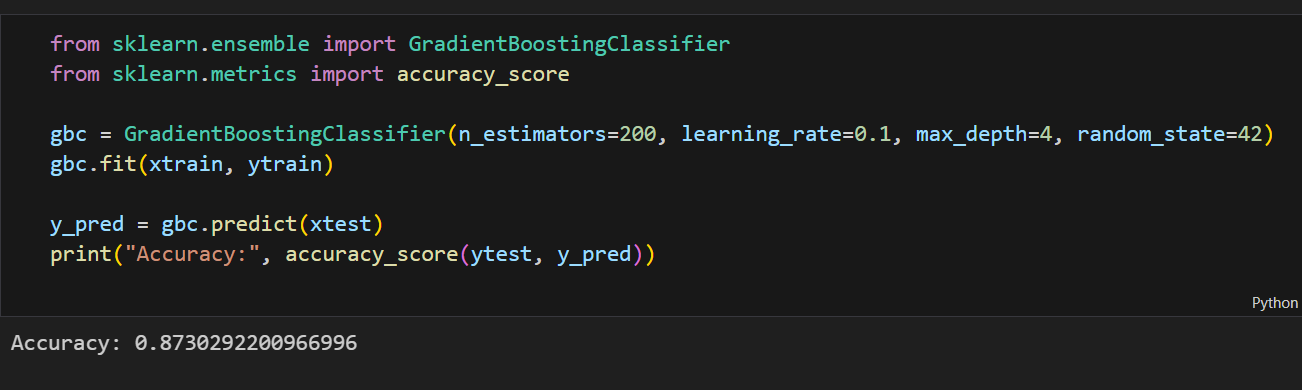 from sklearn.ensemble import GradientBoostingClassifier
from sklearn.metrics import accuracy_score
gbc = GradientBoostingClassifier(n_estimators=200, learning_rate=0.1, max_depth=4, random_state=42)
gbc.fit(xtrain, ytrain)
y_pred = gbc.predict(xtest)
print("Accuracy:", accuracy_score(ytest, y_pred))
Python
Accuracy: 0.8730292200966996